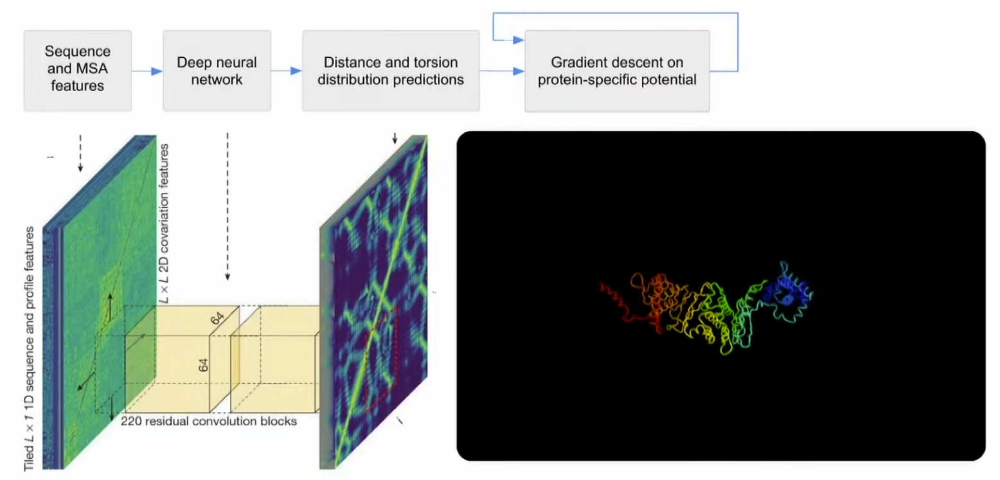 Sequence
and MSA
features
Deep neural
network
Distance and torsion
distribution predictions
Gradient descent on
protein-specific potential
Tiled L × 1 1D sequence and profile features
L × L 2D covariation features
64
64
220 residual convolution blocks